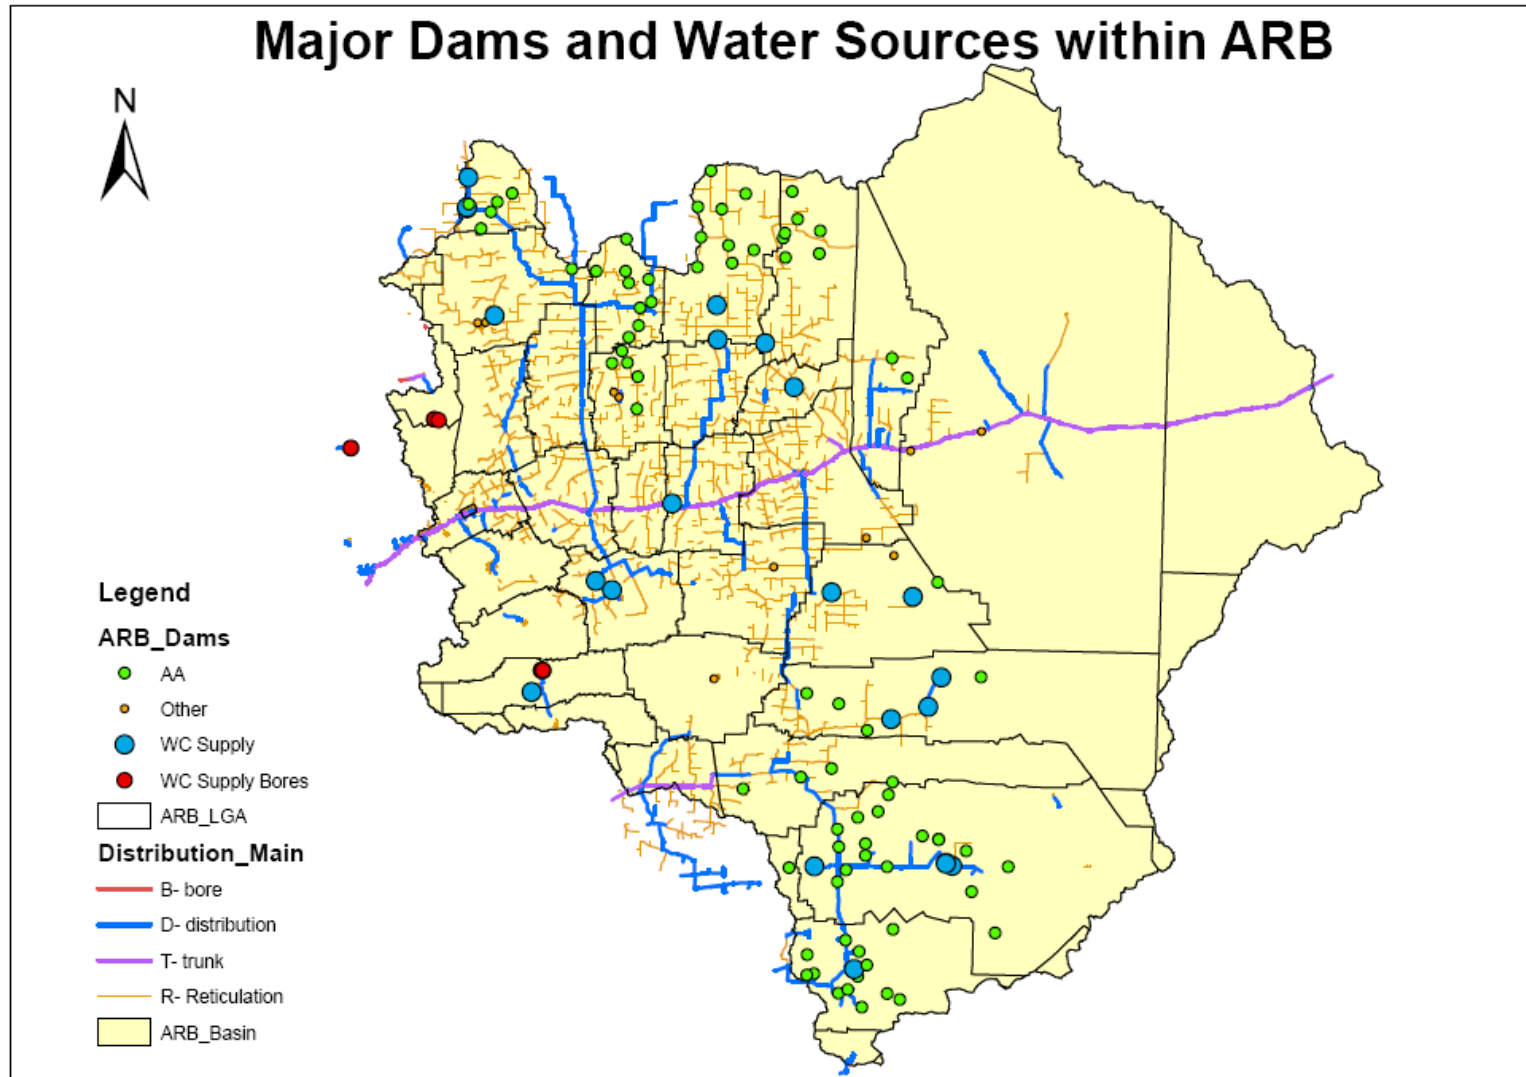 Major Dams and Water Sources within ARB
N
Legend
ARB_Dams
AA
Other
WC Supply
WC Supply Bores
ARB_LGA
Distribution_Main
B- bore
D- distribution
T- trunk
R- Reticulation
ARB_Basin